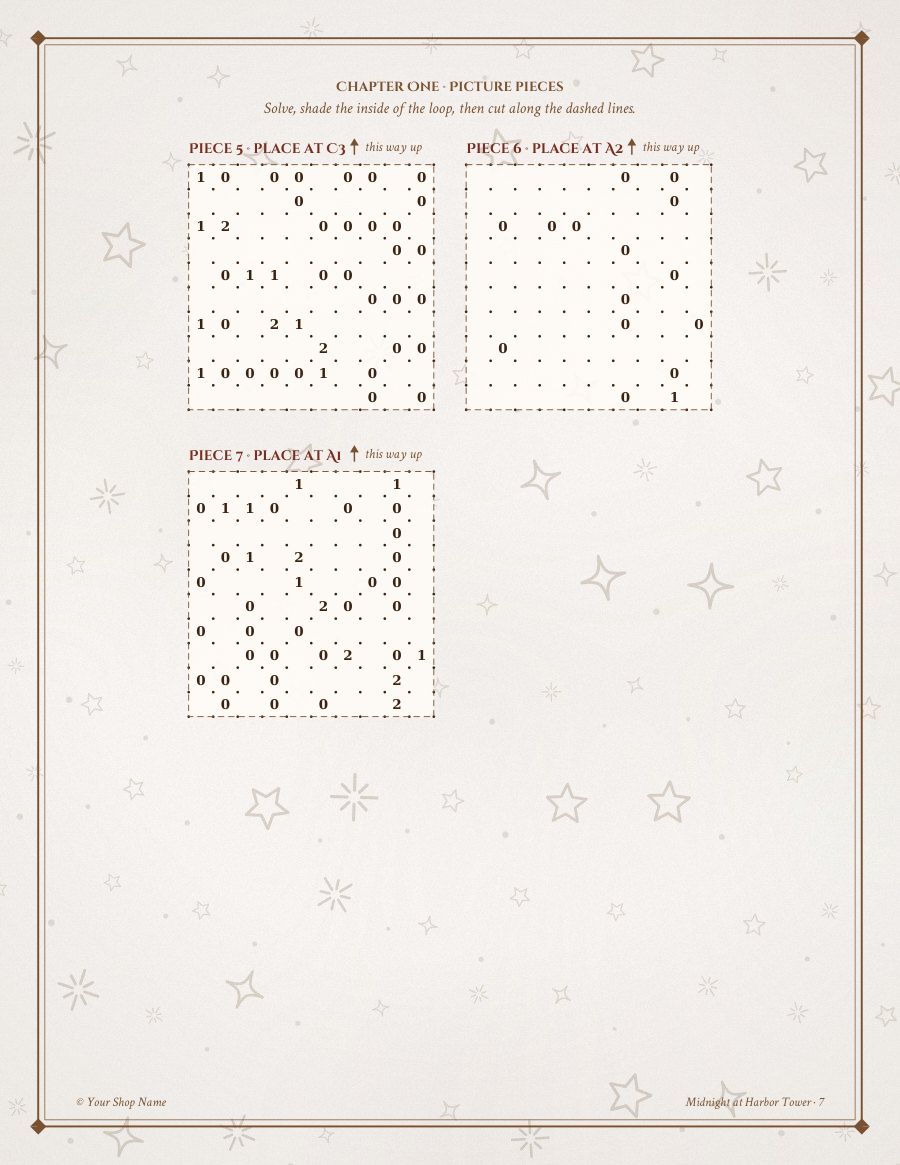 CHAPTER ONE · PICTURE PIECES
Solve, shade the inside of the loop, then cut along the dashed lines.
PIECE 5 · PLACE AT C3 ↑ this way up
1 0 0 0 0 0 0
0 0
1 2 0 0 0 0
0 0
0 1 1 0 0
0 0 0
1 0 2 1
2 0 0
1 0 0 0 0 1 0
0 0
PIECE 6 · PLACE AT A2 ↑ this way up
0 0
0
0 0 0
0
0
0
0 0
0
0
0 1
PIECE 7 · PLACE AT A1 ↑ this way up
1 1
0 1 1 0 0 0
0
0 1 2 0
0 1 0 0
0 2 0 0
0 0 0
0 0 0 2 0 1
0 0 0 2
0 0 0 2
© Your Shop Name
Midnight at Harbor Tower · 7